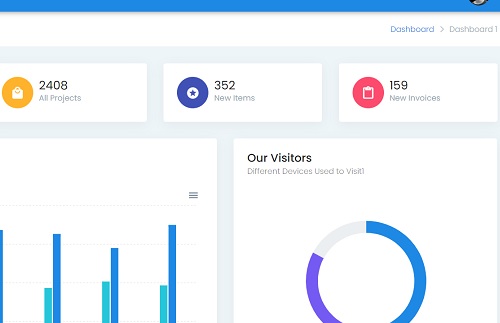 Dashboard > Dashboard 1
2408
All Projects
352
New Items
159
New Invoices
Our Visitors
Different Devices Used to Visit1